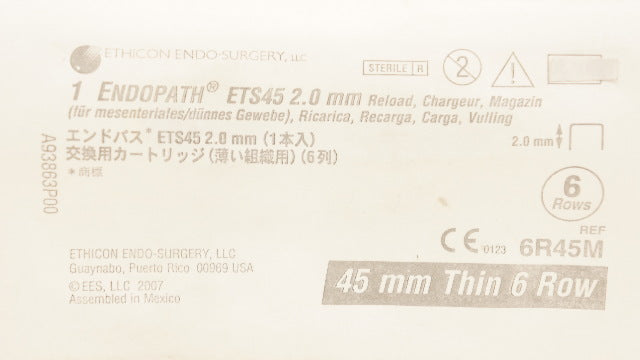 ETHICON ENDO-SURGERY, LLC
STERILE R
2
1 ENDOPATH® ETS45 2.0 mm Reload, Chargeur, Magazin
(für mesenteriales/dünnes Gewebe), Ricarica, Recarga, Carga, Vulling
エンドパス* ETS45 2.0 mm (1本入)
2.0 mm
交換用カートリッジ(薄い組織用)(6列)
*商標
A93863P00
6
ROWS
REF
CE 0123 6R45M
ETHICON ENDO-SURGERY, LLC
Guaynabo, Puerto Rico 00969 USA
©EES, LLC 2007
Assembled in Mexico
45 mm Thin 6 Row